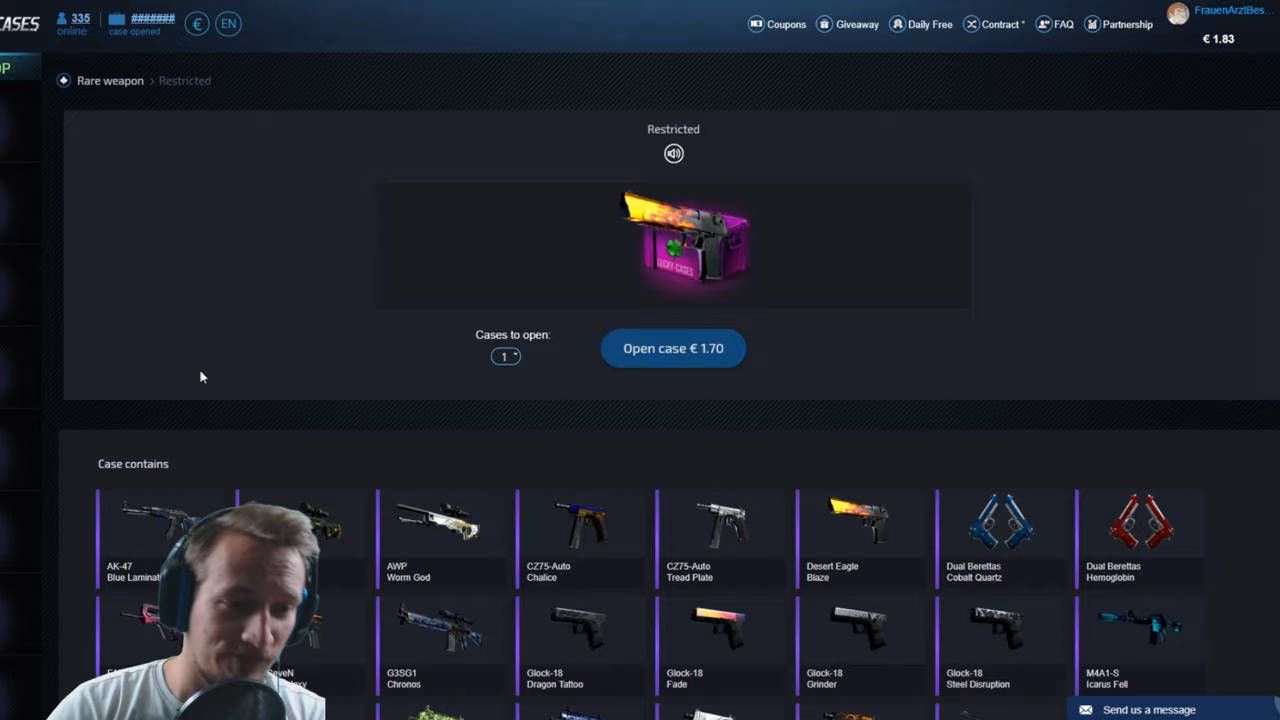 CASES
335
online
#######
case opened
€
EN
Coupons
Giveaway
Daily Free
Contract *
FAQ
Partnership
FrauenArztBes...
€ 1.83
OP
Rare weapon > Restricted
Restricted
LUCKY-CASES
Cases to open:
1
Open case € 1.70
Case contains
AK-47
Blue Laminat
AWP
Worm God
CZ75-Auto
Chalice
CZ75-Auto
Tread Plate
Desert Eagle
Blaze
Dual Berettas
Cobalt Quartz
Dual Berettas
Hemoglobin
G3SG1
Chronos
Glock-18
Dragon Tattoo
Glock-18
Fade
Glock-18
Grinder
Glock-18
Steel Disruption
M4A1-S
Icarus Fell
Send us a message